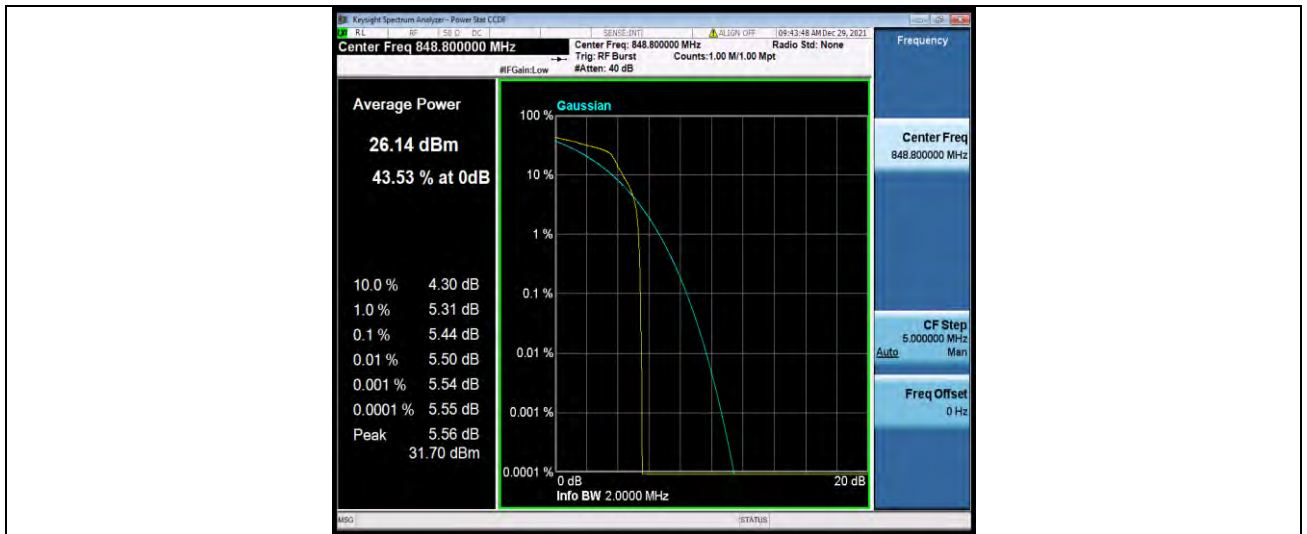 Keysight Spectrum Analyzer - Power Stat CCDF
RL RF 50 Ω DC SENSE:INT ALIGN OFF 09:43:48 AM Dec 29, 2021
Center Freq 848.800000 MHz
Center Freq: 848.800000 MHz Radio Std: None
Trig: RF Burst Counts:1.00 M/1.00 Mpt
#IFGain:Low #Atten: 40 dB
Frequency
Average Power
26.14 dBm
43.53 % at 0dB
10.0 % 4.30 dB
1.0 % 5.31 dB
0.1 % 5.44 dB
0.01 % 5.50 dB
0.001 % 5.54 dB
0.0001 % 5.55 dB
Peak 5.56 dB
31.70 dBm
Gaussian
100 %
10 %
1 %
0.1 %
0.01 %
0.001 %
0.0001 %
0 dB 20 dB
Info BW 2.0000 MHz
Center Freq
848.800000 MHz
CF Step
5.000000 MHz
Auto Man
Freq Offset
0 Hz
MSG STATUS